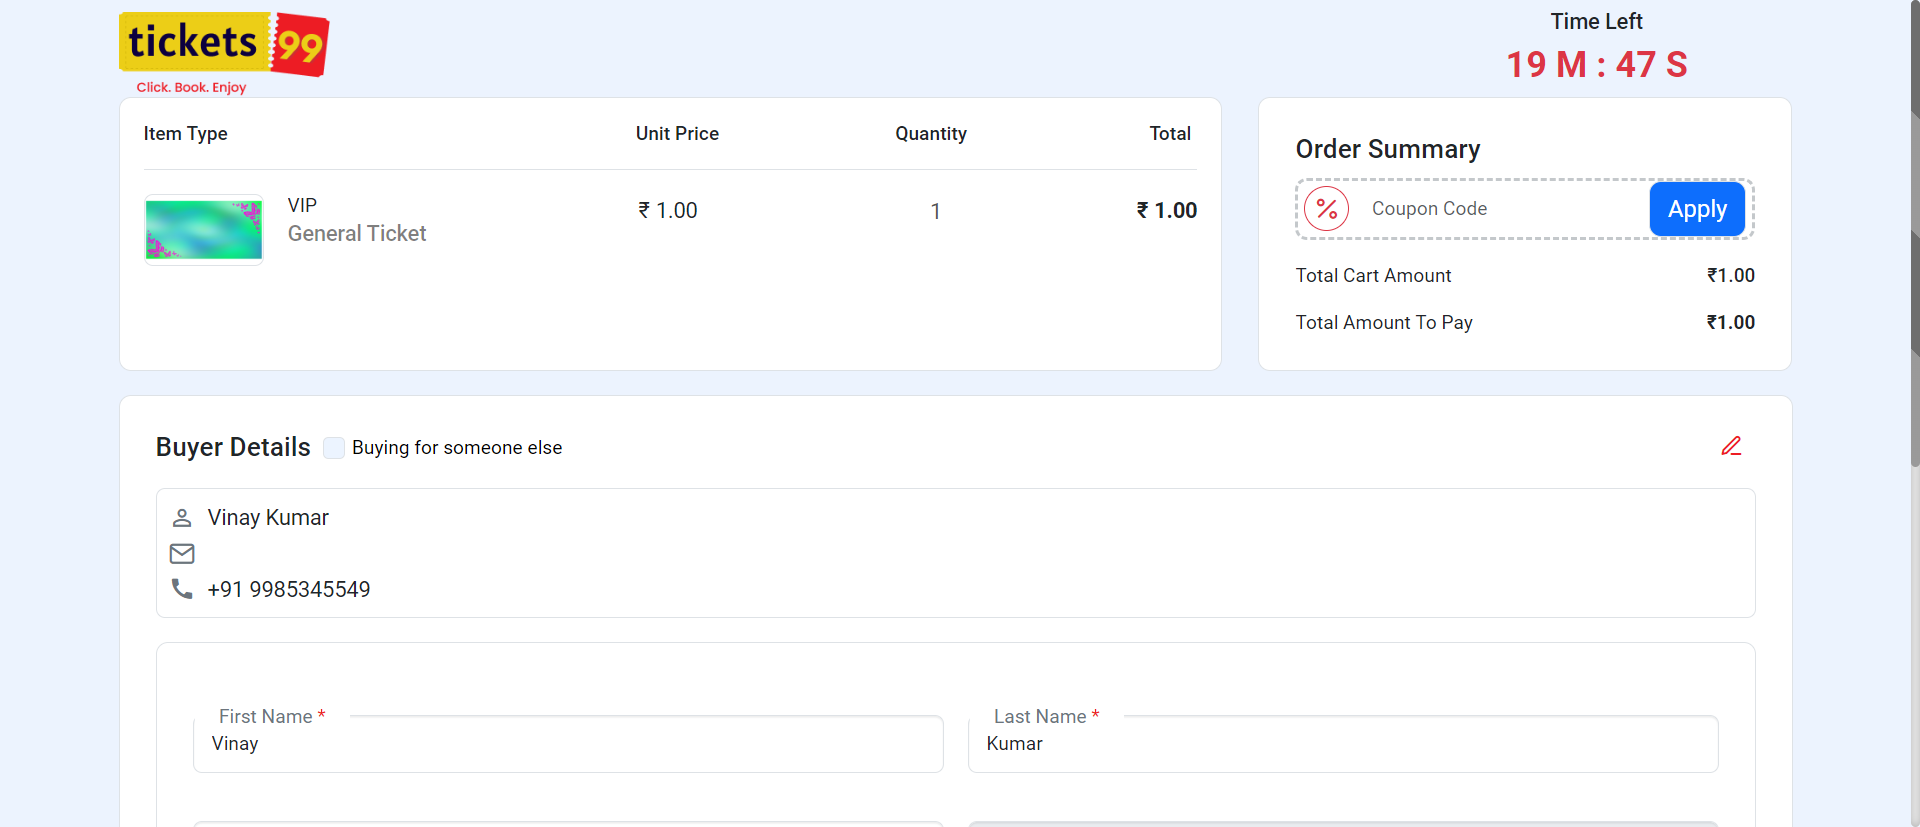 tickets 99
Click. Book. Enjoy
Time Left
19 M : 47 S
Item Type Unit Price Quantity Total
VIP
General Ticket
₹ 1.00 1 ₹ 1.00
Order Summary
Coupon Code Apply
Total Cart Amount ₹1.00
Total Amount To Pay ₹1.00
Buyer Details Buying for someone else
Vinay Kumar
+91 9985345549
First Name * Last Name *
Vinay Kumar